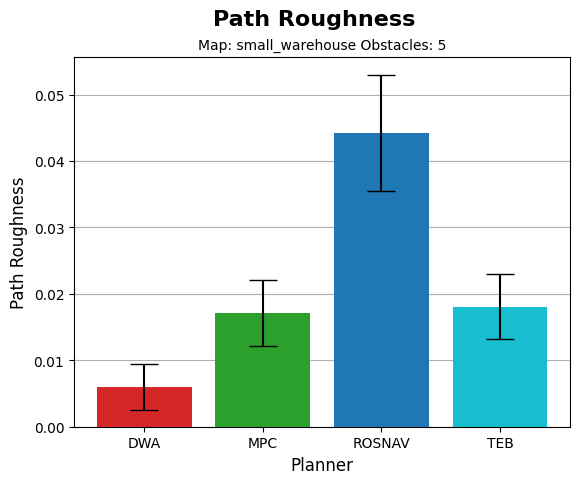 Path Roughness
Map: small_warehouse Obstacles: 5
Path Roughness
0.05
0.04
0.03
0.02
0.01
0.00
DWA MPC ROSNAV TEB
Planner